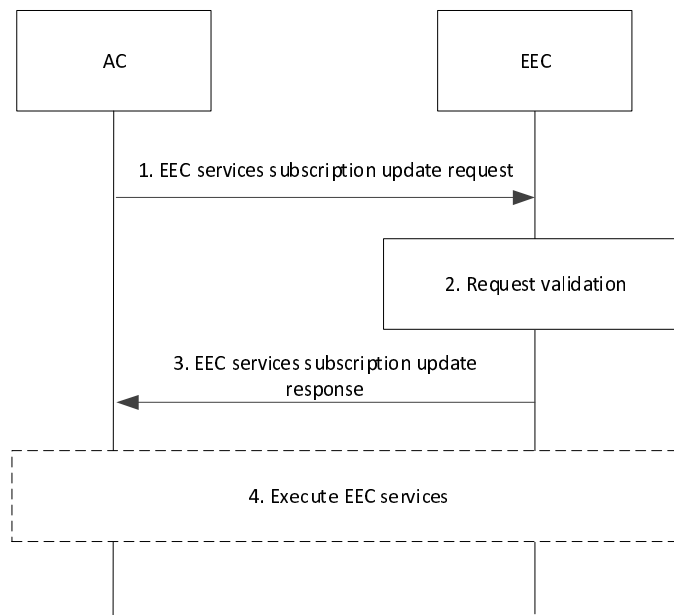 AC
EEC
1. EEC services subscription update request
2. Request validation
3. EEC services subscription update
response
4. Execute EEC services